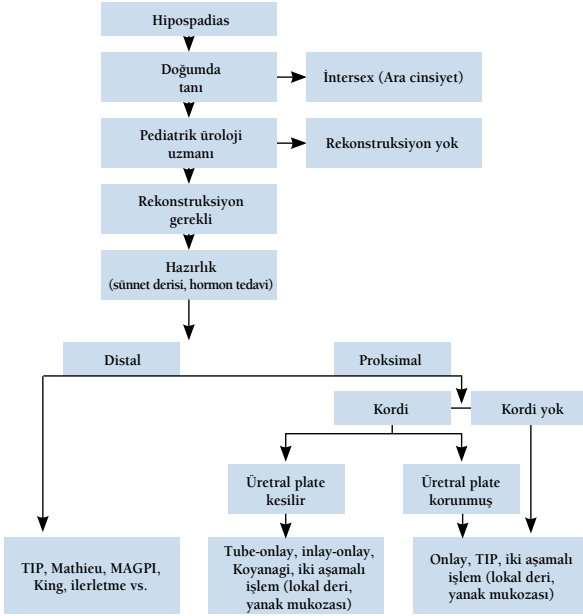 Hipospadias
Doğumda
tanı
İntersex (Ara cinsiyet)
Pediatrik üroloji
uzmanı
Rekonstruksiyon yok
Rekonstruksiyon
gerekli
Hazırlık
(sünnet derisi, hormon tedavi)
Distal
Proksimal
Kordi
Kordi yok
Üretral plate
kesilir
Üretral plate
korunmuş
TIP, Mathieu, MAGPI,
King, ilerletme vs.
Tube-onlay, inlay-onlay,
Koyanagi, iki aşamalı
işlem (lokal deri,
yanak mukozası)
Onlay, TIP, iki aşamalı
işlem (lokal deri,
yanak mukozası)